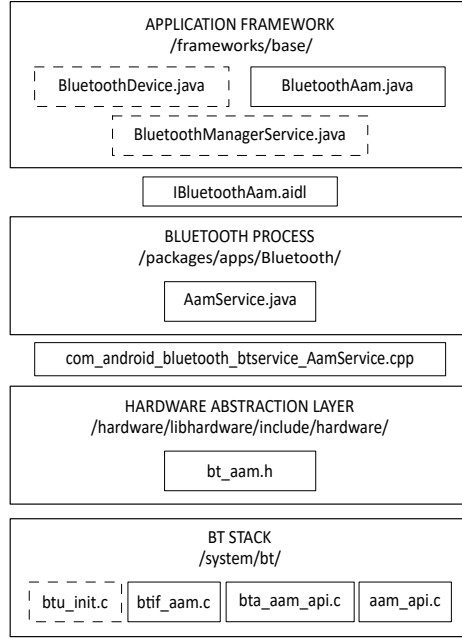 APPLICATION FRAMEWORK
/frameworks/base/
BluetoothDevice.java BluetoothAam.java
BluetoothManagerService.java
IBluetoothAam.aidl
BLUETOOTH PROCESS
/packages/apps/Bluetooth/
AamService.java
com_android_bluetooth_btservice_AamService.cpp
HARDWARE ABSTRACTION LAYER
/hardware/libhardware/include/hardware/
bt_aam.h
BT STACK
/system/bt/
btu_init.c btif_aam.c bta_aam_api.c aam_api.c